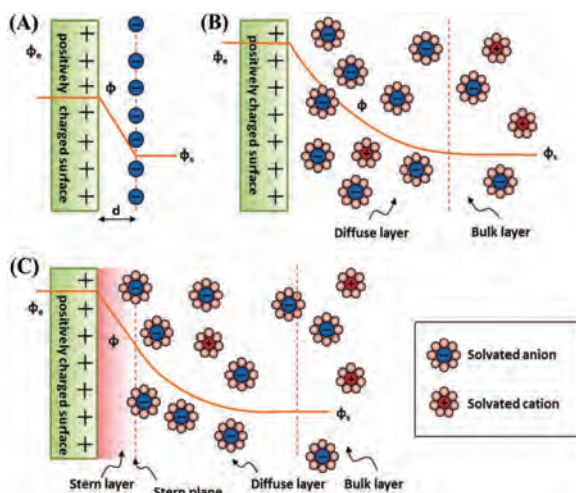 (A)
ϕe
positively charged surface
+
+
+
+
+
+
+
ϕ
−
−
−
−
−
−
−
ϕs
d
(B)
ϕe
positively charged surface
+
+
+
+
+
+
+
ϕ
ϕs
Diffuse layer
Bulk layer
(C)
ϕe
positively charged surface
+
+
+
+
+
+
+
ϕ
ϕs
Stern layer
Stern plane
Diffuse layer
Bulk layer
− Solvated anion
+ Solvated cation